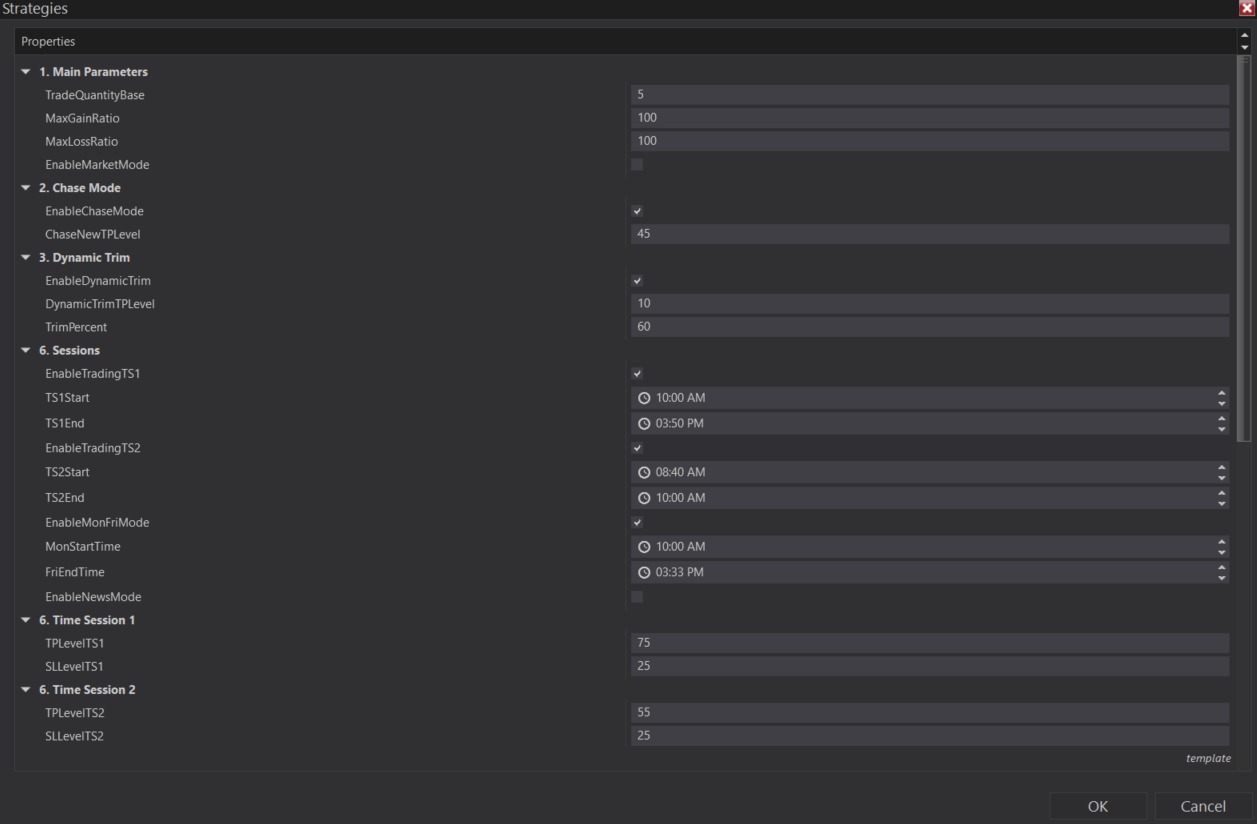 Strategies
Properties
1. Main Parameters
TradeQuantityBase 5
MaxGainRatio 100
MaxLossRatio 100
EnableMarketMode
2. Chase Mode
EnableChaseMode
ChaseNewTPLevel 45
3. Dynamic Trim
EnableDynamicTrim
DynamicTrimTPLevel 10
TrimPercent 60
6. Sessions
EnableTradingTS1
TS1Start 10:00 AM
TS1End 03:50 PM
EnableTradingTS2
TS2Start 08:40 AM
TS2End 10:00 AM
EnableMonFriMode
MonStartTime 10:00 AM
FriEndTime 03:33 PM
EnableNewsMode
6. Time Session 1
TPLevelTS1 75
SLLevelTS1 25
6. Time Session 2
TPLevelTS2 55
SLLevelTS2 25
template
OK Cancel